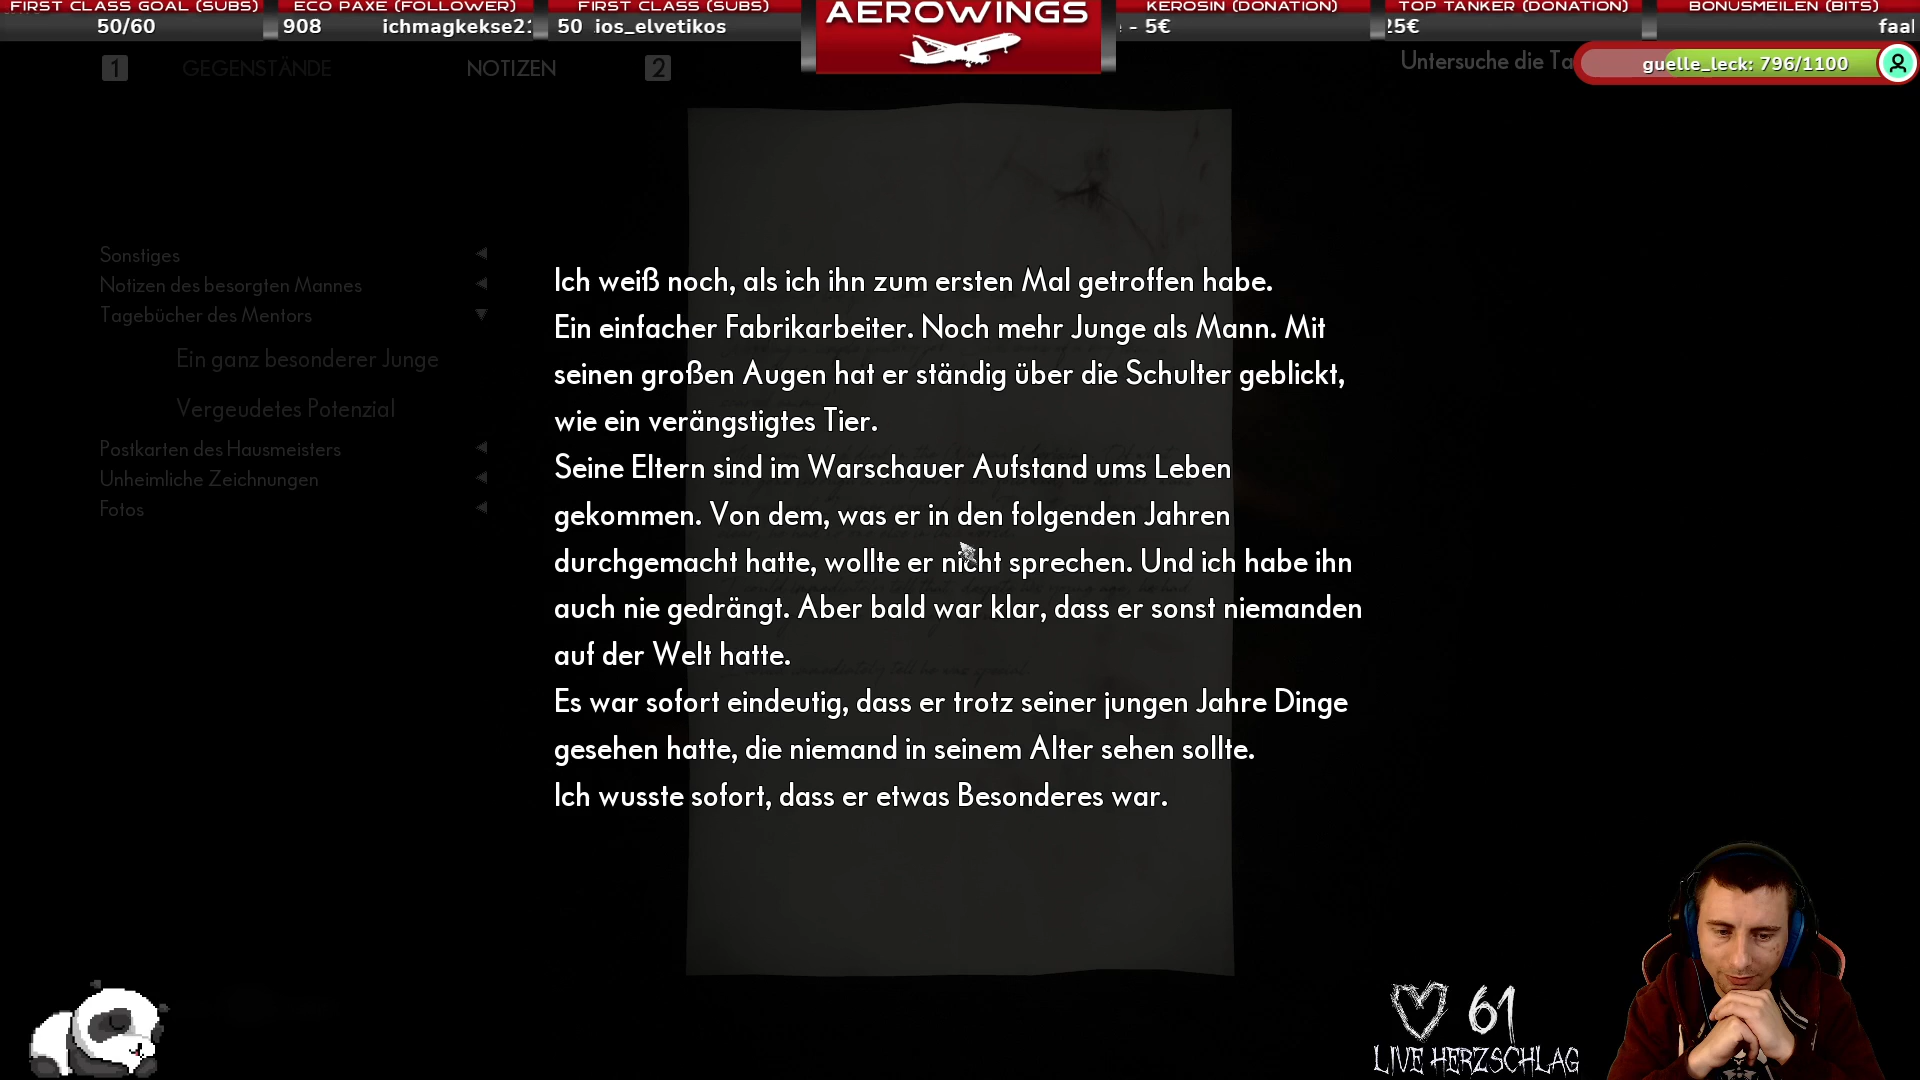 FIRST CLASS GOAL (SUBS)
50/60
ECO PAXE (FOLLOWER)
908 ichmagkekse21
FIRST CLASS (SUBS)
50 ios_elvetikos
AEROWINGS
KEROSIN (DONATION)
- 5€
TOP TANKER (DONATION)
25€
BONUSMEILEN (BITS)
faal
1 GEGENSTÄNDE NOTIZEN 2
Untersuche die Ta
guelle_leck: 796/1100
Sonstiges
Notizen des besorgten Mannes
Tagebücher des Mentors
Ein ganz besonderer Junge
Vergeudetes Potenzial
Postkarten des Hausmeisters
Unheimliche Zeichnungen
Fotos
Ich weiß noch, als ich ihn zum ersten Mal getroffen habe.
Ein einfacher Fabrikarbeiter. Noch mehr Junge als Mann. Mit
seinen großen Augen hat er ständig über die Schulter geblickt,
wie ein verängstigtes Tier.
Seine Eltern sind im Warschauer Aufstand ums Leben
gekommen. Von dem, was er in den folgenden Jahren
durchgemacht hatte, wollte er nicht sprechen. Und ich habe ihn
auch nie gedrängt. Aber bald war klar, dass er sonst niemanden
auf der Welt hatte.
Es war sofort eindeutig, dass er trotz seiner jungen Jahre Dinge
gesehen hatte, die niemand in seinem Alter sehen sollte.
Ich wusste sofort, dass er etwas Besonderes war.
61
LIVE HERZSCHLAG